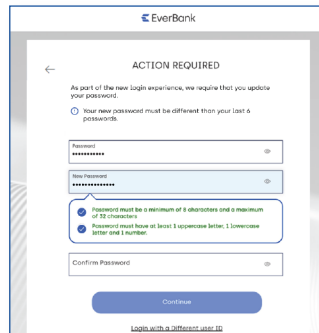 EverBank
ACTION REQUIRED
As part of the new login experience, we require that you update
your password.
Your new password must be different than your last 6
passwords.
Password
New Password
Password must be a minimum of 8 characters and a maximum
of 32 characters
Password must have at least 1 uppercase letter, 1 lowercase
letter and 1 number.
Confirm Password
Continue
Login with a Different user ID